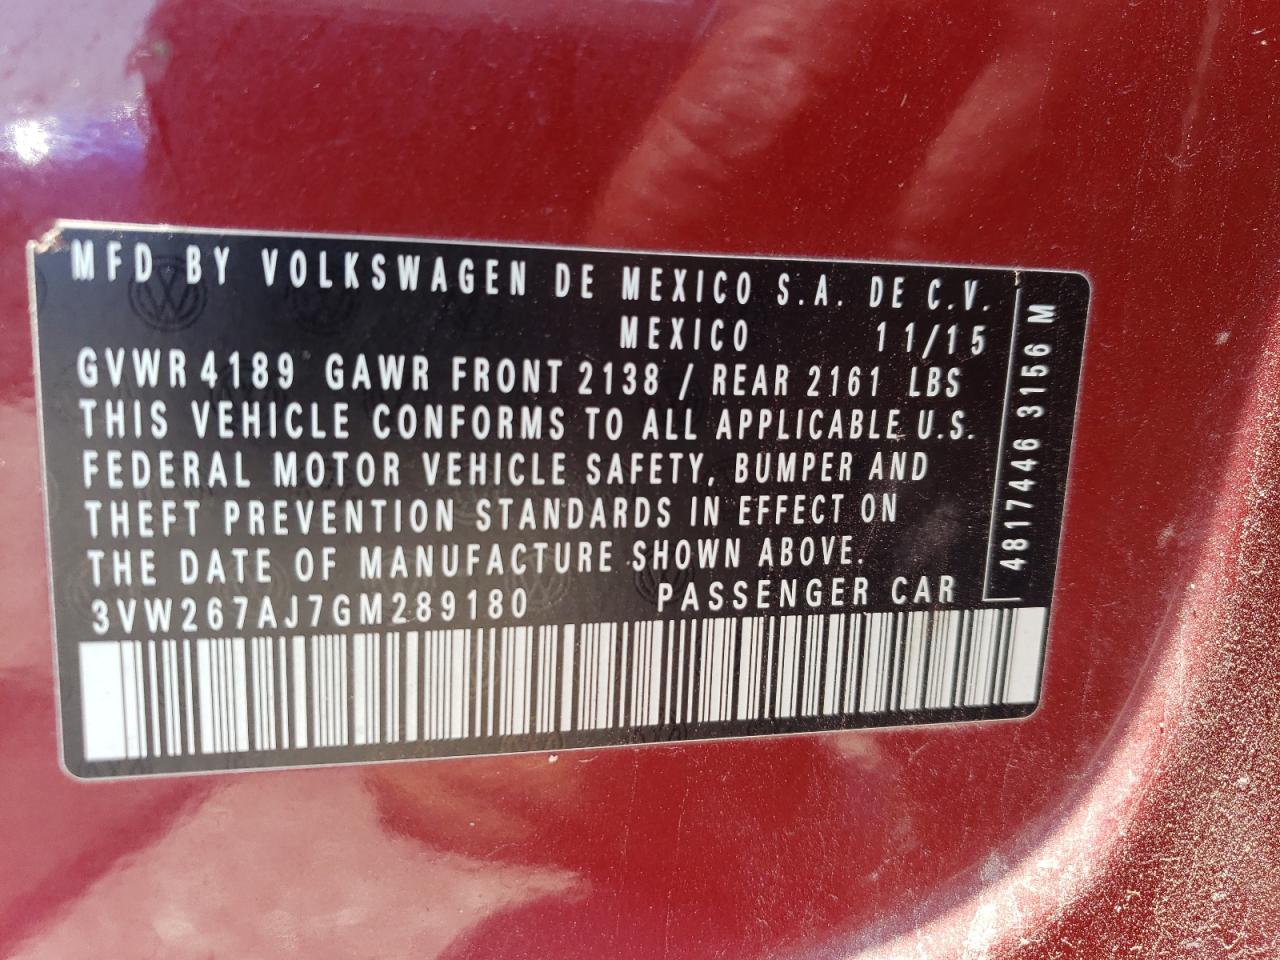 MFD BY VOLKSWAGEN DE MEXICO S.A. DE C.V.
MEXICO 11/15
GVWR 4189 GAWR FRONT 2138 / REAR 2161 LBS
THIS VEHICLE CONFORMS TO ALL APPLICABLE U.S.
FEDERAL MOTOR VEHICLE SAFETY, BUMPER AND
THEFT PREVENTION STANDARDS IN EFFECT ON
THE DATE OF MANUFACTURE SHOWN ABOVE.
3VW267AJ7GM289180 PASSENGER CAR
4817446 3156 M